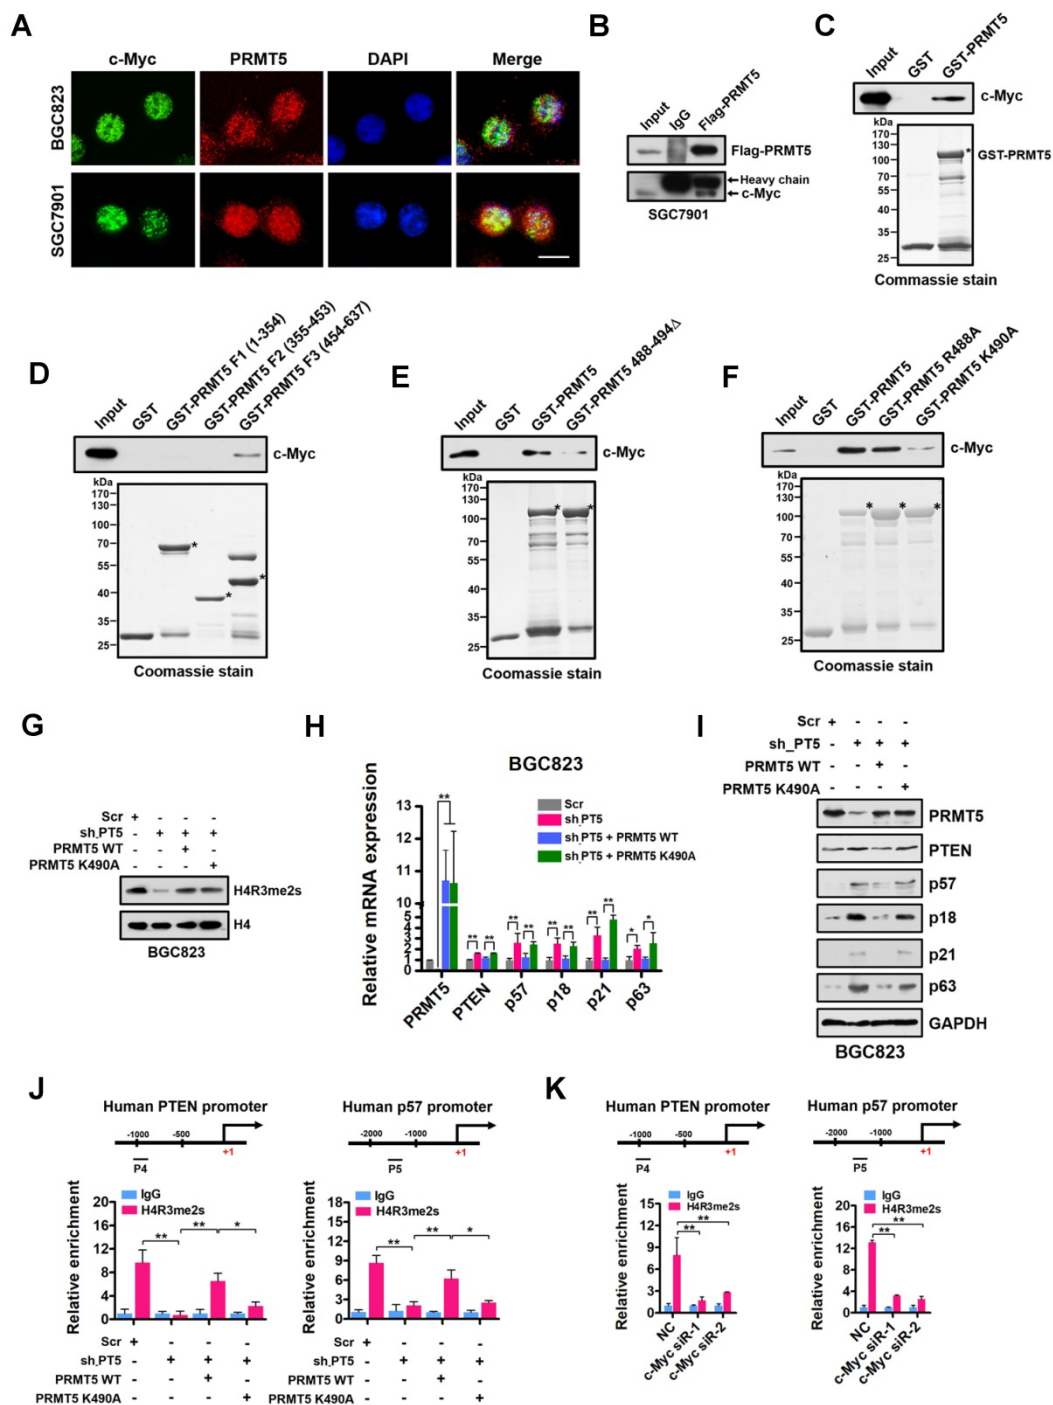 A
c-Myc PRMT5 DAPI Merge
BGC823
SGC7901
B
Input IgG Flag-PRMT5
Flag-PRMT5
Heavy chain
c-Myc
SGC7901
C
Input GST GST-PRMT5
c-Myc
kDa
170
130
100
70
55
40
35
25
*
GST-PRMT5
Commassie stain
D
Input GST GST-PRMT5 F1 (1-354) GST-PRMT5 F2 (355-453) GST-PRMT5 F3 (454-637)
c-Myc
kDa
170
130
100
70
55
40
35
25
* * *
Coomassie stain
E
Input GST GST-PRMT5 GST-PRMT5 488-494Δ
c-Myc
kDa
170
130
100
70
55
40
35
25
* *
Coomassie stain
F
Input GST GST-PRMT5 GST-PRMT5 R488A GST-PRMT5 K490A
c-Myc
kDa
170
130
100
70
55
40
35
25
* * *
Coomassie stain
G
Scr + - - -
sh_PT5 - + + +
PRMT5 WT - - + -
PRMT5 K490A - - - +
H4R3me2s
H4
BGC823
H
BGC823
Relative mRNA expression
13
12
11
10
5
4
3
2
1
0
Scr
sh_PT5
sh_PT5 + PRMT5 WT
sh_PT5 + PRMT5 K490A
** ** ** ** ** ** ** ** ** * *
PRMT5 PTEN p57 p18 p21 p63
I
Scr + - - -
sh_PT5 - + + +
PRMT5 WT - - + -
PRMT5 K490A - - - +
PRMT5
PTEN
p57
p18
p21
p63
GAPDH
BGC823
J
Human PTEN promoter
-1000 -500 +1
P4
Relative enrichment
20
16
12
8
4
0
IgG
H4R3me2s
** ** *
Human p57 promoter
-2000 -1000 +1
P5
Relative enrichment
15
12
9
6
3
0
IgG
H4R3me2s
** ** *
Scr + - - - + - - -
sh_PT5 - + + + - + + +
PRMT5 WT - - + - - - + -
PRMT5 K490A - - - + - - - +
K
Human PTEN promoter
-1000 -500 +1
P4
Relative enrichment
15
12
9
6
3
0
IgG
H4R3me2s
** **
NC c-Myc siR-1 c-Myc siR-2
Human p57 promoter
-2000 -1000 +1
P5
Relative enrichment
20
16
12
8
4
0
IgG
H4R3me2s
** **
NC c-Myc siR-1 c-Myc siR-2